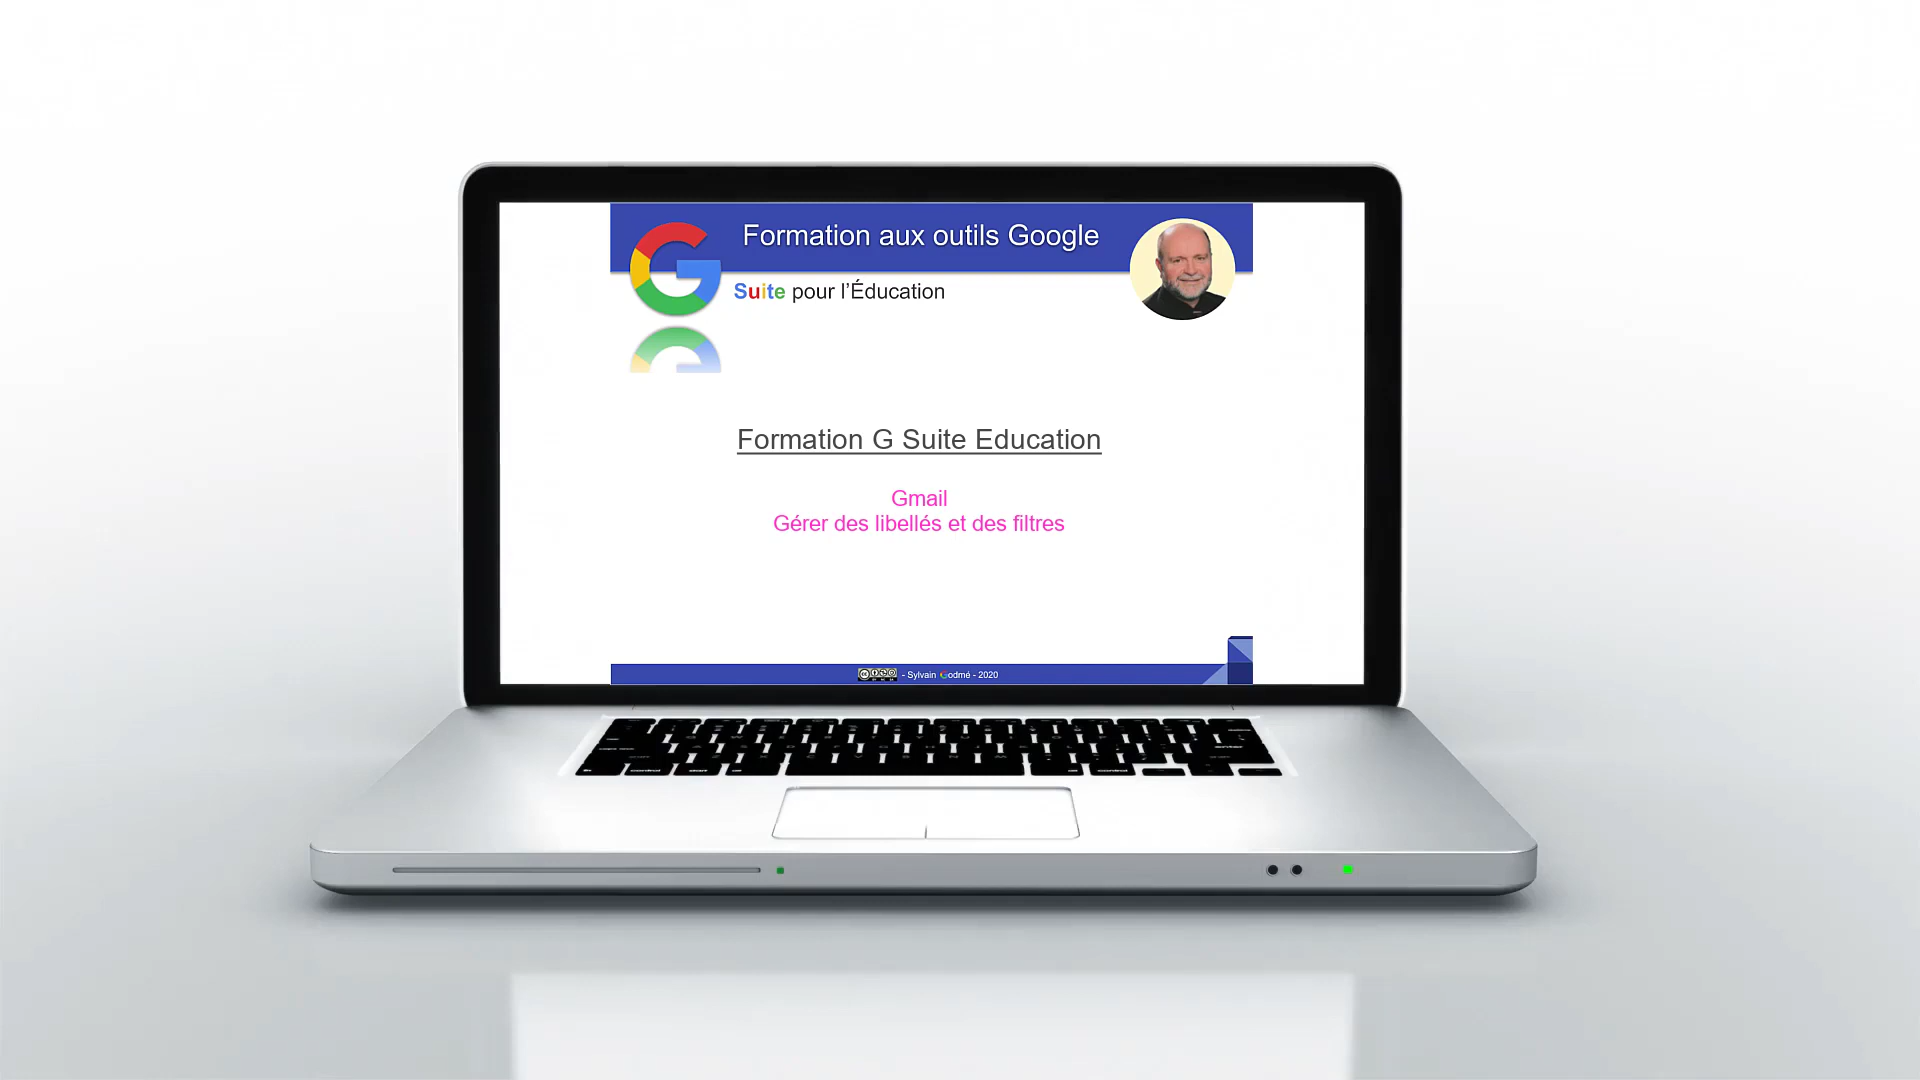 Formation aux outils Google
Suite pour l'Éducation
Formation G Suite Education
Gmail
Gérer des libellés et des filtres
- Sylvain Godmé - 2020